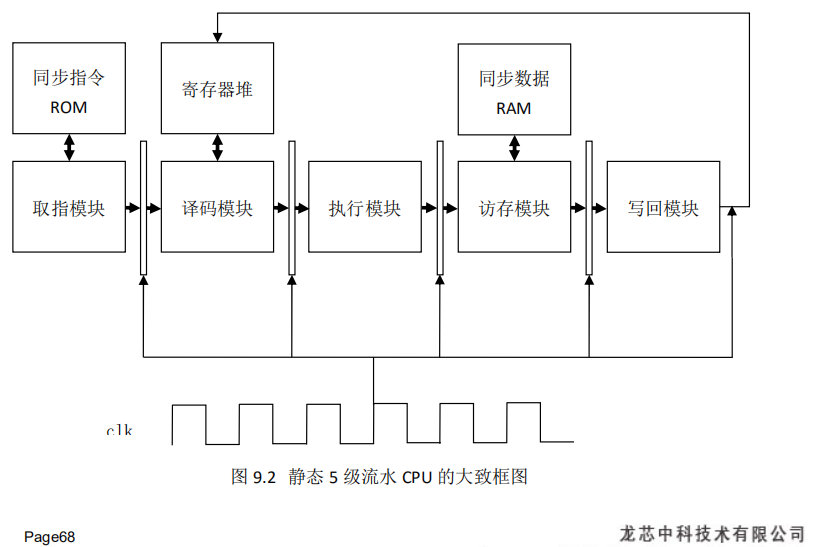 同步指令
ROM
寄存器堆
同步数据
RAM
取指模块
译码模块
执行模块
访存模块
写回模块
clk
图 9.2 静态 5 级流水 CPU 的大致框图
Page68
龙芯中科技术有限公司